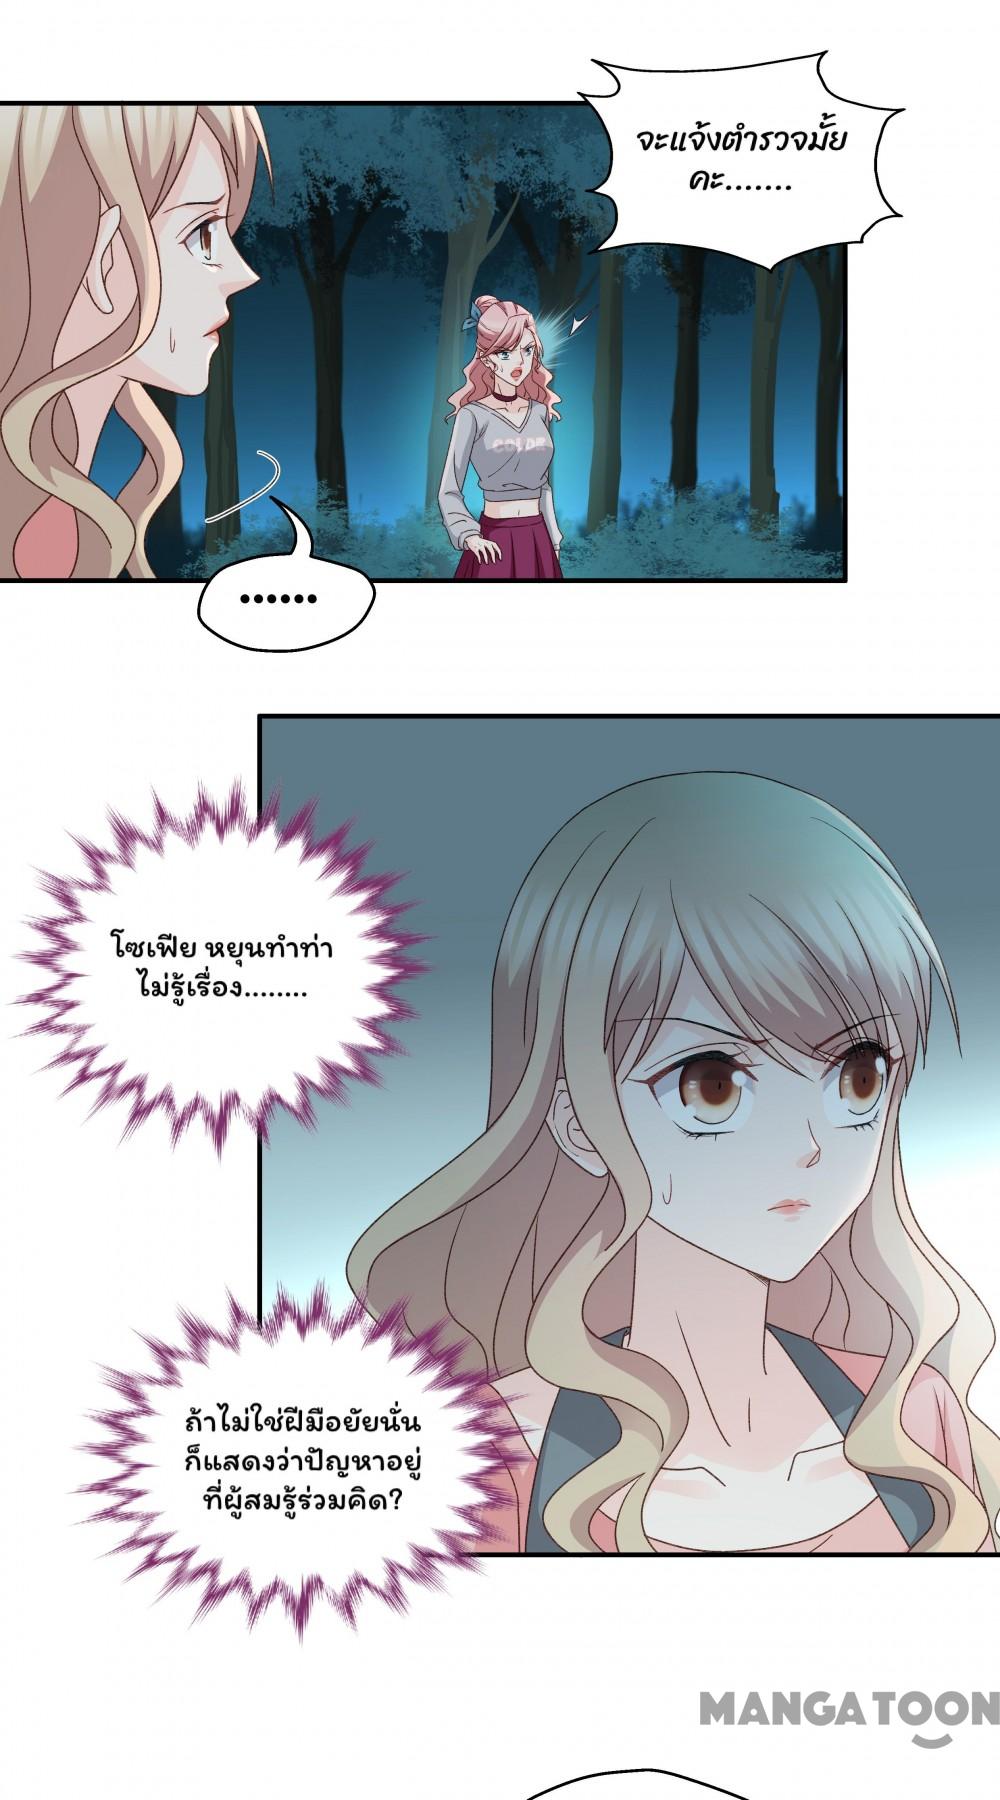 จะแจ้งตำรวจมั้ย
คะ.......
COLOR
......
โซเฟีย หยุนทำท่า
ไม่รู้เรื่อง........
ถ้าไม่ใช่ฝีมือยัยนั่น
ก็แสดงว่าปัญหาอยู่
ที่ผู้สมรู้ร่วมคิด?
MANGATOON